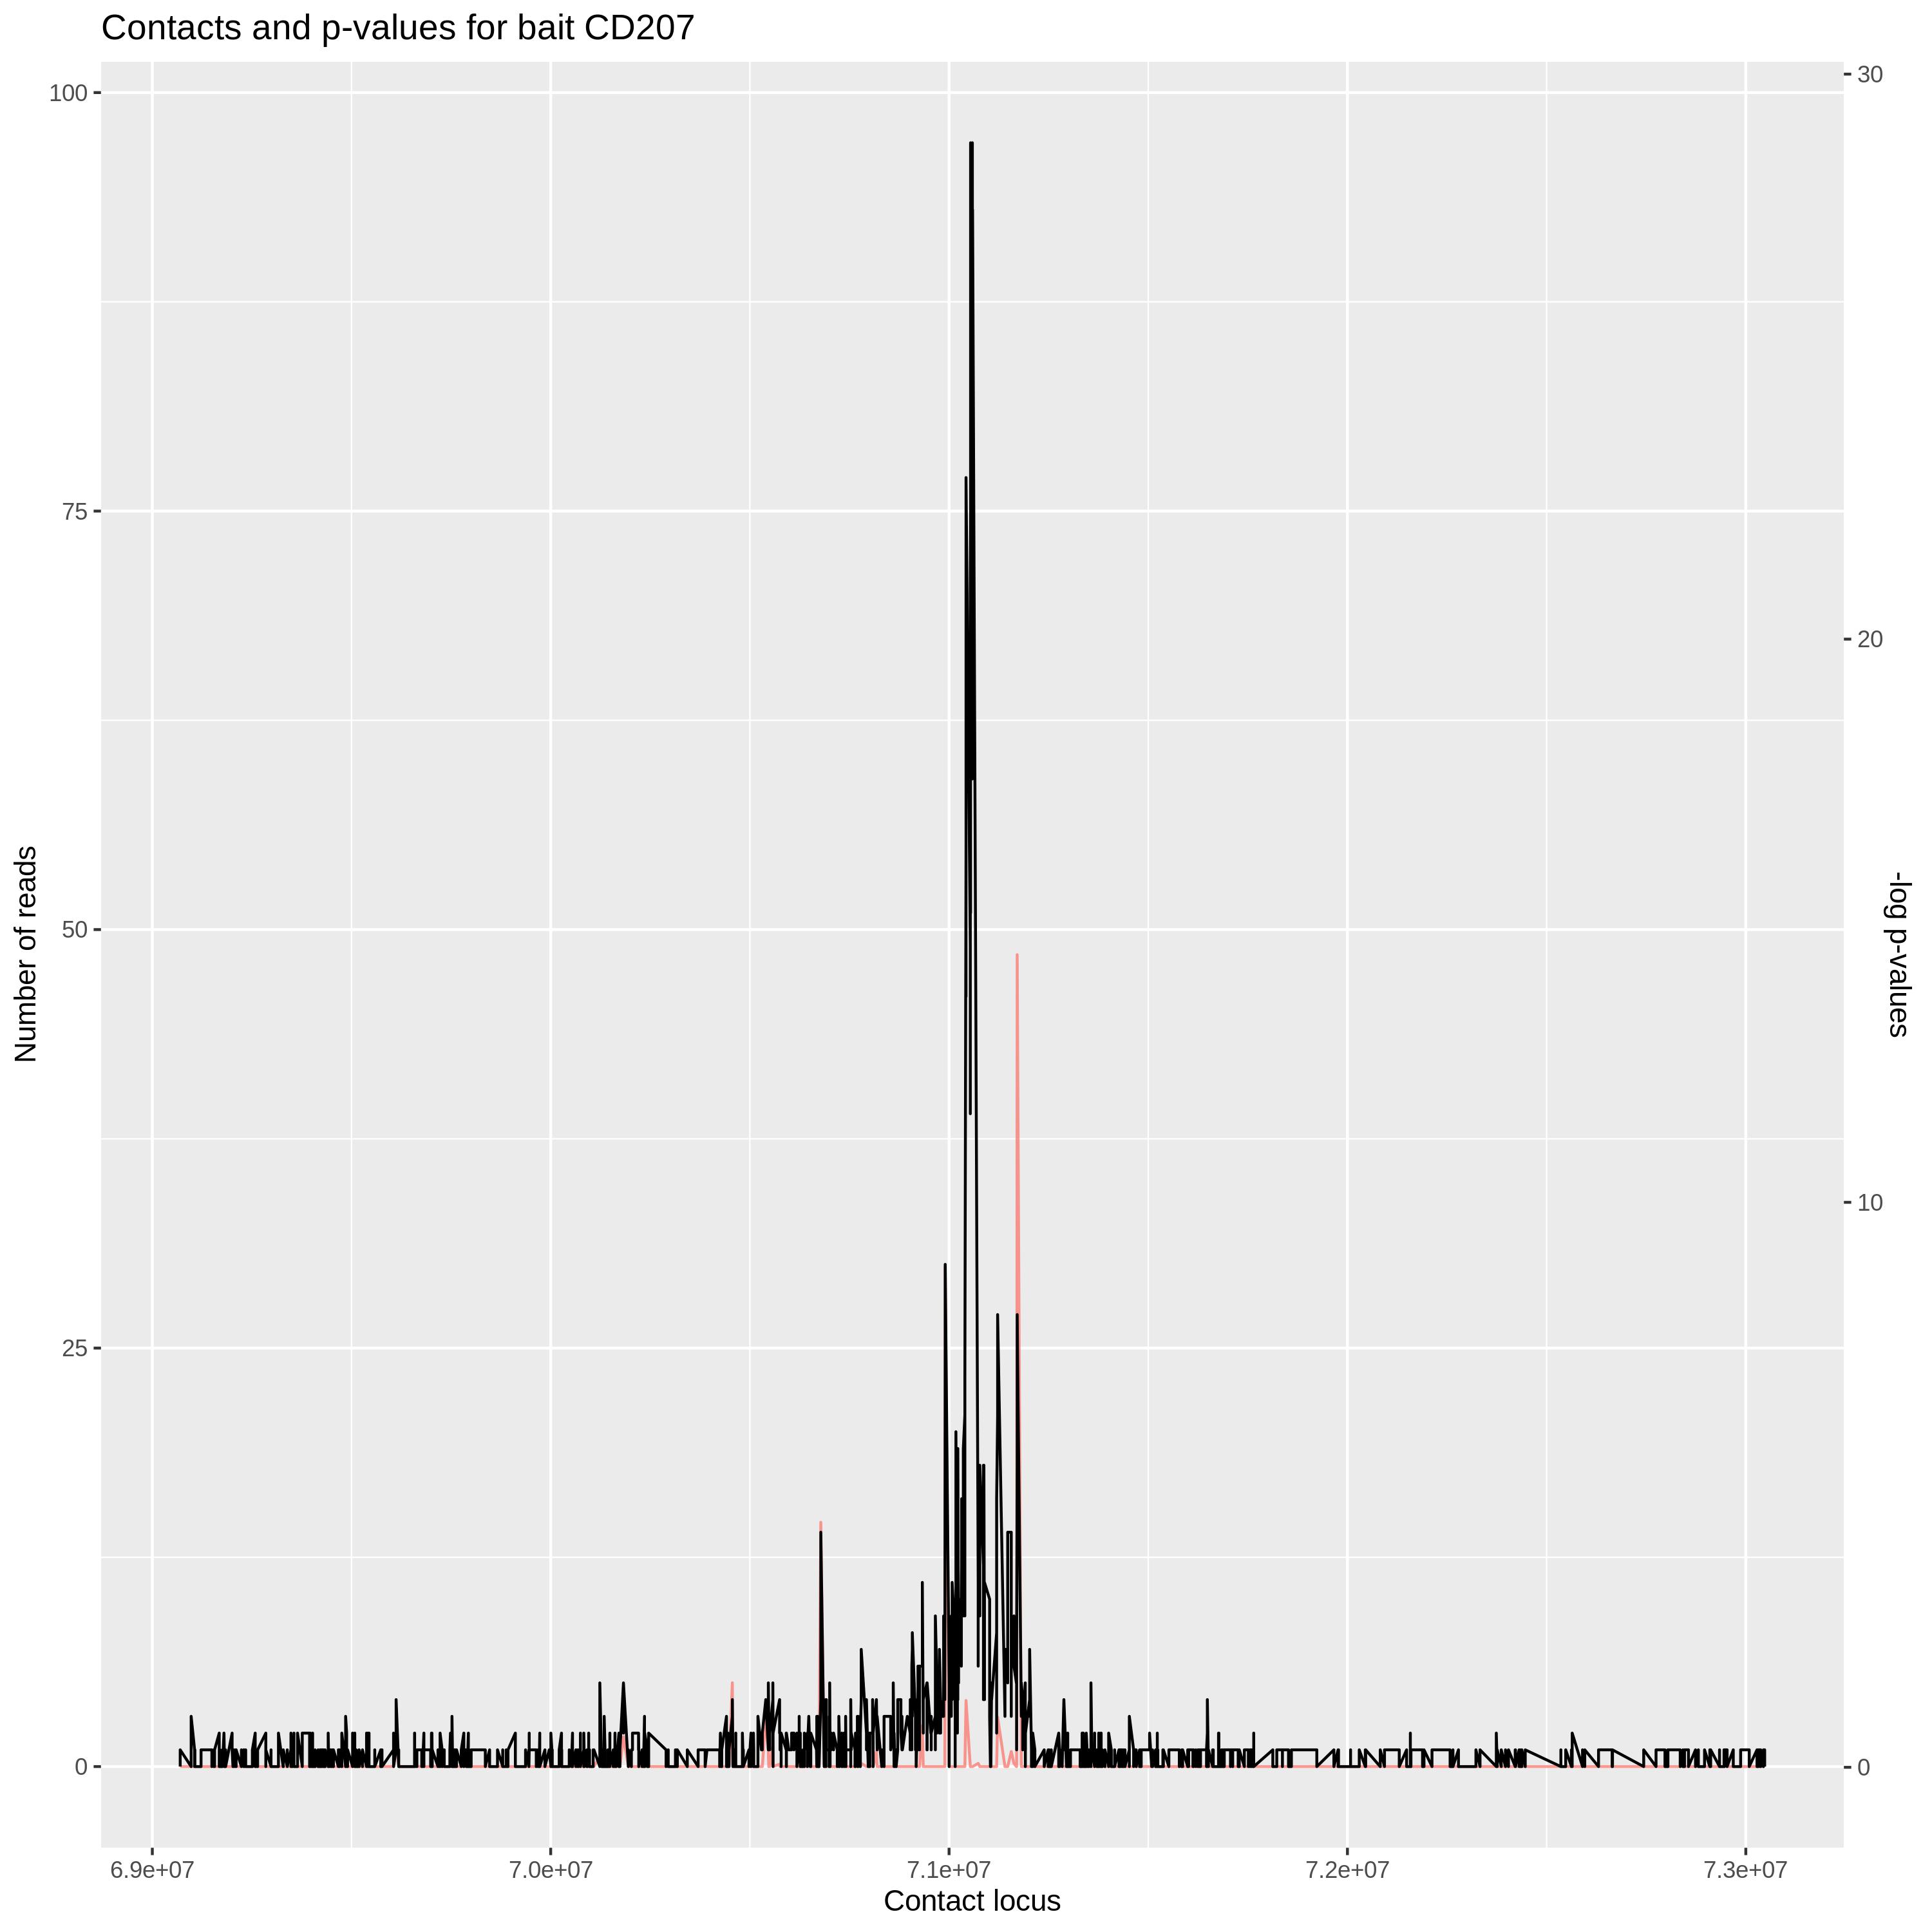 Contacts and p-values for bait CD207
100
75
50
25
0
Number of reads
30
20
10
0
-log p-values
6.9e+07
7.0e+07
7.1e+07
7.2e+07
7.3e+07
Contact locus